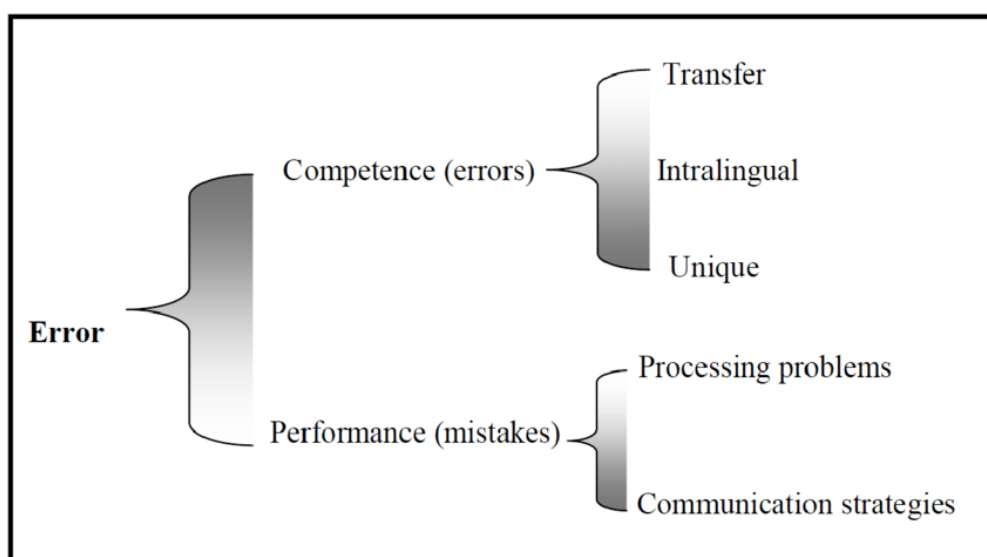 Transfer
Competence (errors)
Intralingual
Unique
Error
Processing problems
Performance (mistakes)
Communication strategies